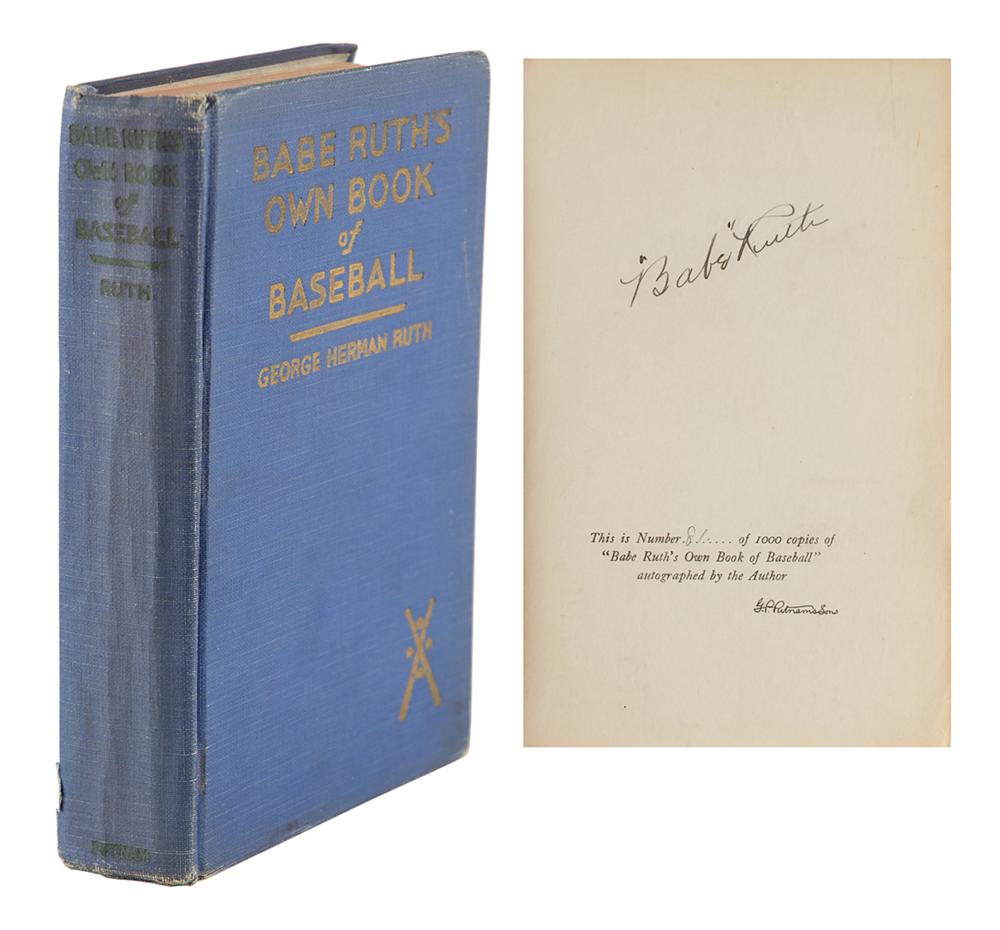 BABE RUTH'S
OWN BOOK
of
BASEBALL
RUTH
PUTNAM
BABE RUTH'S
OWN BOOK
of
BASEBALL
GEORGE HERMAN RUTH
"Babe" Ruth
This is Number 81..... of 1000 copies of
"Babe Ruth's Own Book of Baseball"
autographed by the Author
G.P. Putnam's Sons